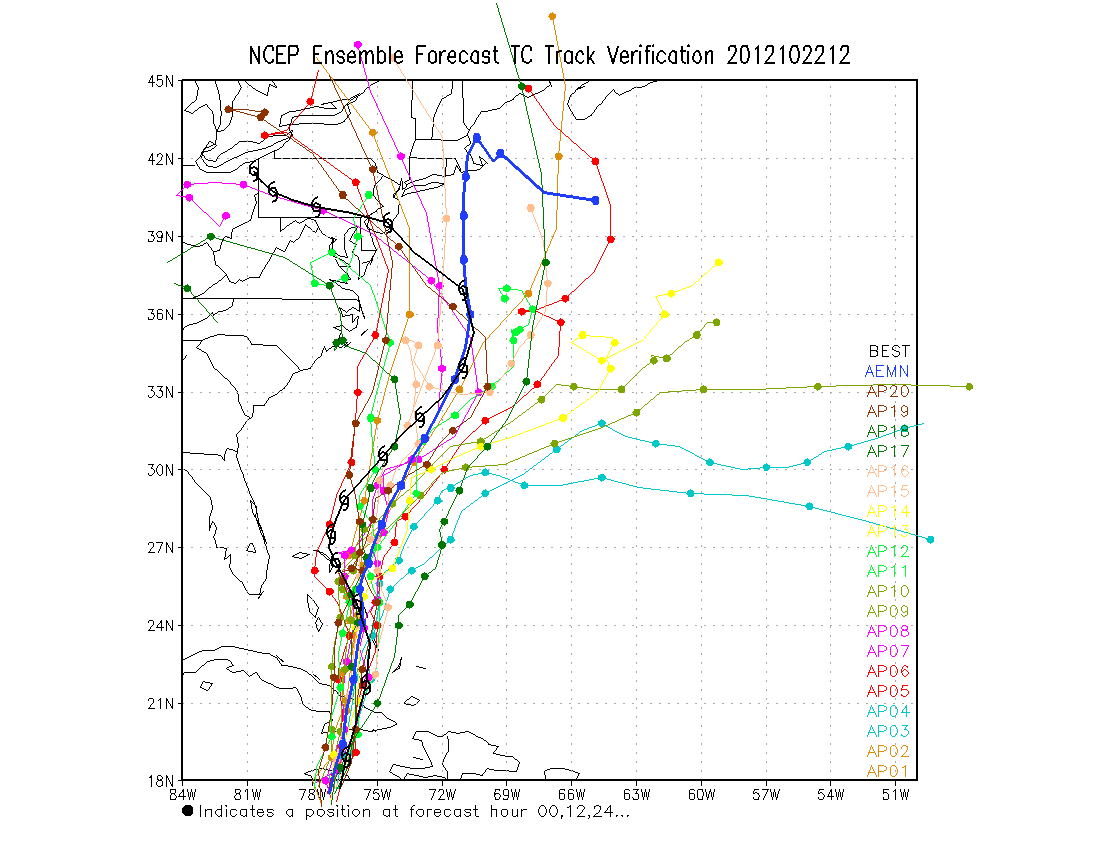 NCEP Ensemble Forecast TC Track Verification 2012102212
45N
42N
39N
36N
33N
30N
27N
24N
21N
18N
BEST
AEMN
AP20
AP19
AP18
AP17
AP16
AP15
AP14
AP13
AP12
AP11
AP10
AP09
AP08
AP07
AP06
AP05
AP04
AP03
AP02
AP01
84W 81W 78W 75W 72W 69W 66W 63W 60W 57W 54W 51W
Indicates a position at forecast hour 00,12,24...